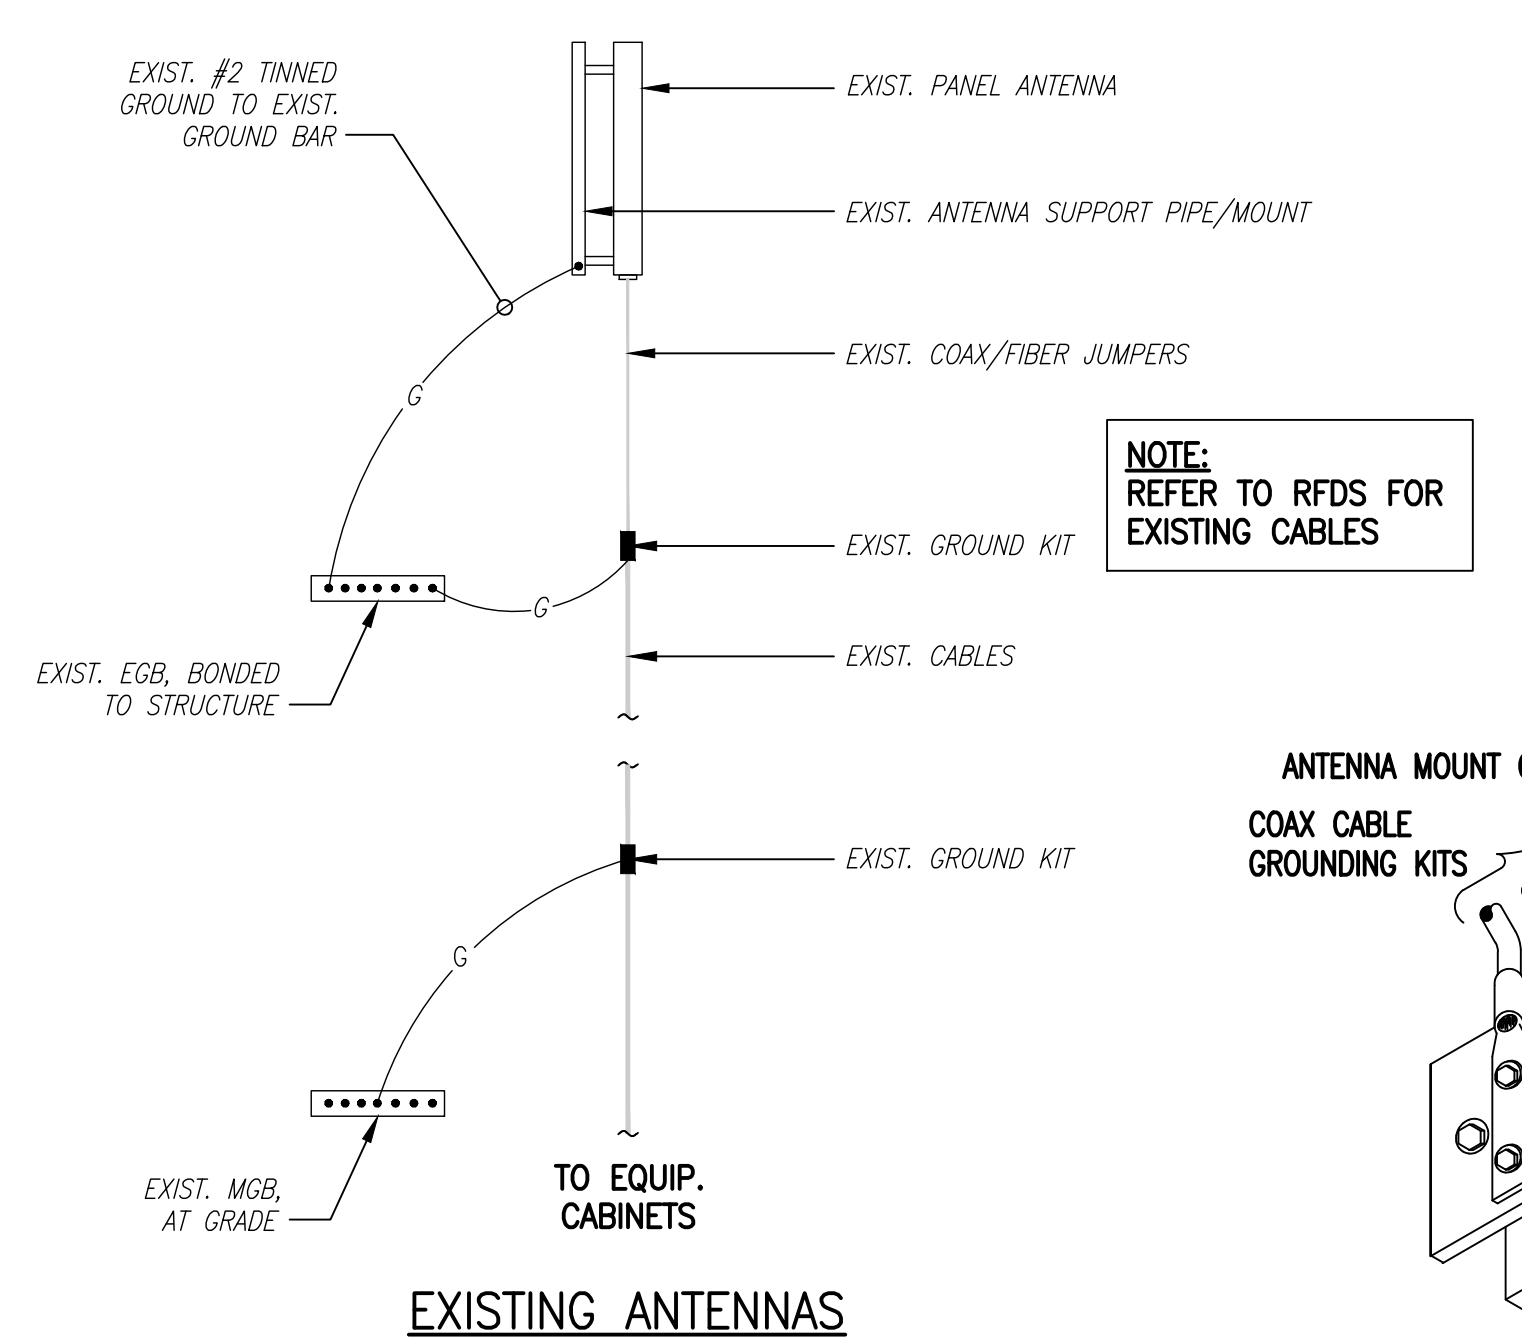 EXIST. #2 TINNED
GROUND TO EXIST.
GROUND BAR
EXIST. PANEL ANTENNA
EXIST. ANTENNA SUPPORT PIPE/MOUNT
EXIST. COAX/FIBER JUMPERS
G
NOTE:
REFER TO RFDS FOR
EXISTING CABLES
EXIST. GROUND KIT
G
EXIST. CABLES
EXIST. EGB, BONDED
TO STRUCTURE
ANTENNA MOUNT
COAX CABLE
GROUNDING KITS
EXIST. GROUND KIT
G
EXIST. MGB,
AT GRADE
TO EQUIP.
CABINETS
EXISTING ANTENNAS